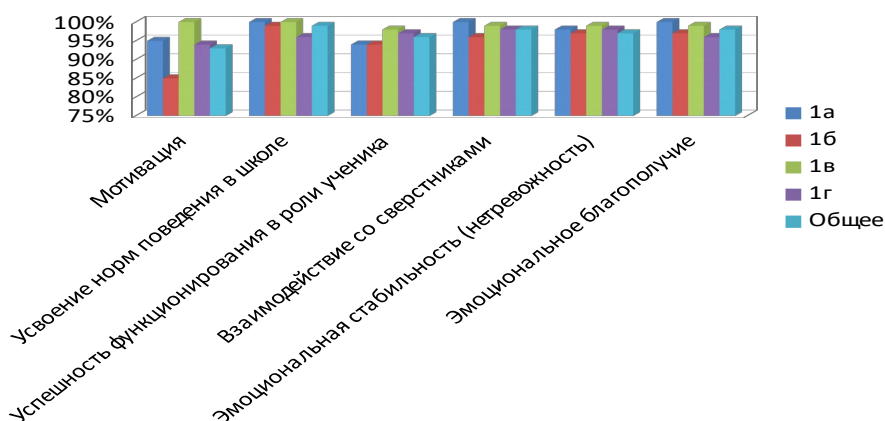 100%
95%
90%
85%
80%
75%
Мотивация
Усвоение норм поведения в школе
Успешность функционирования в роли ученика
Взаимодействие со сверстниками
Эмоциональная стабильность (нетревожность)
Эмоциональное благополучие
1а
1б
1в
1г
Общее